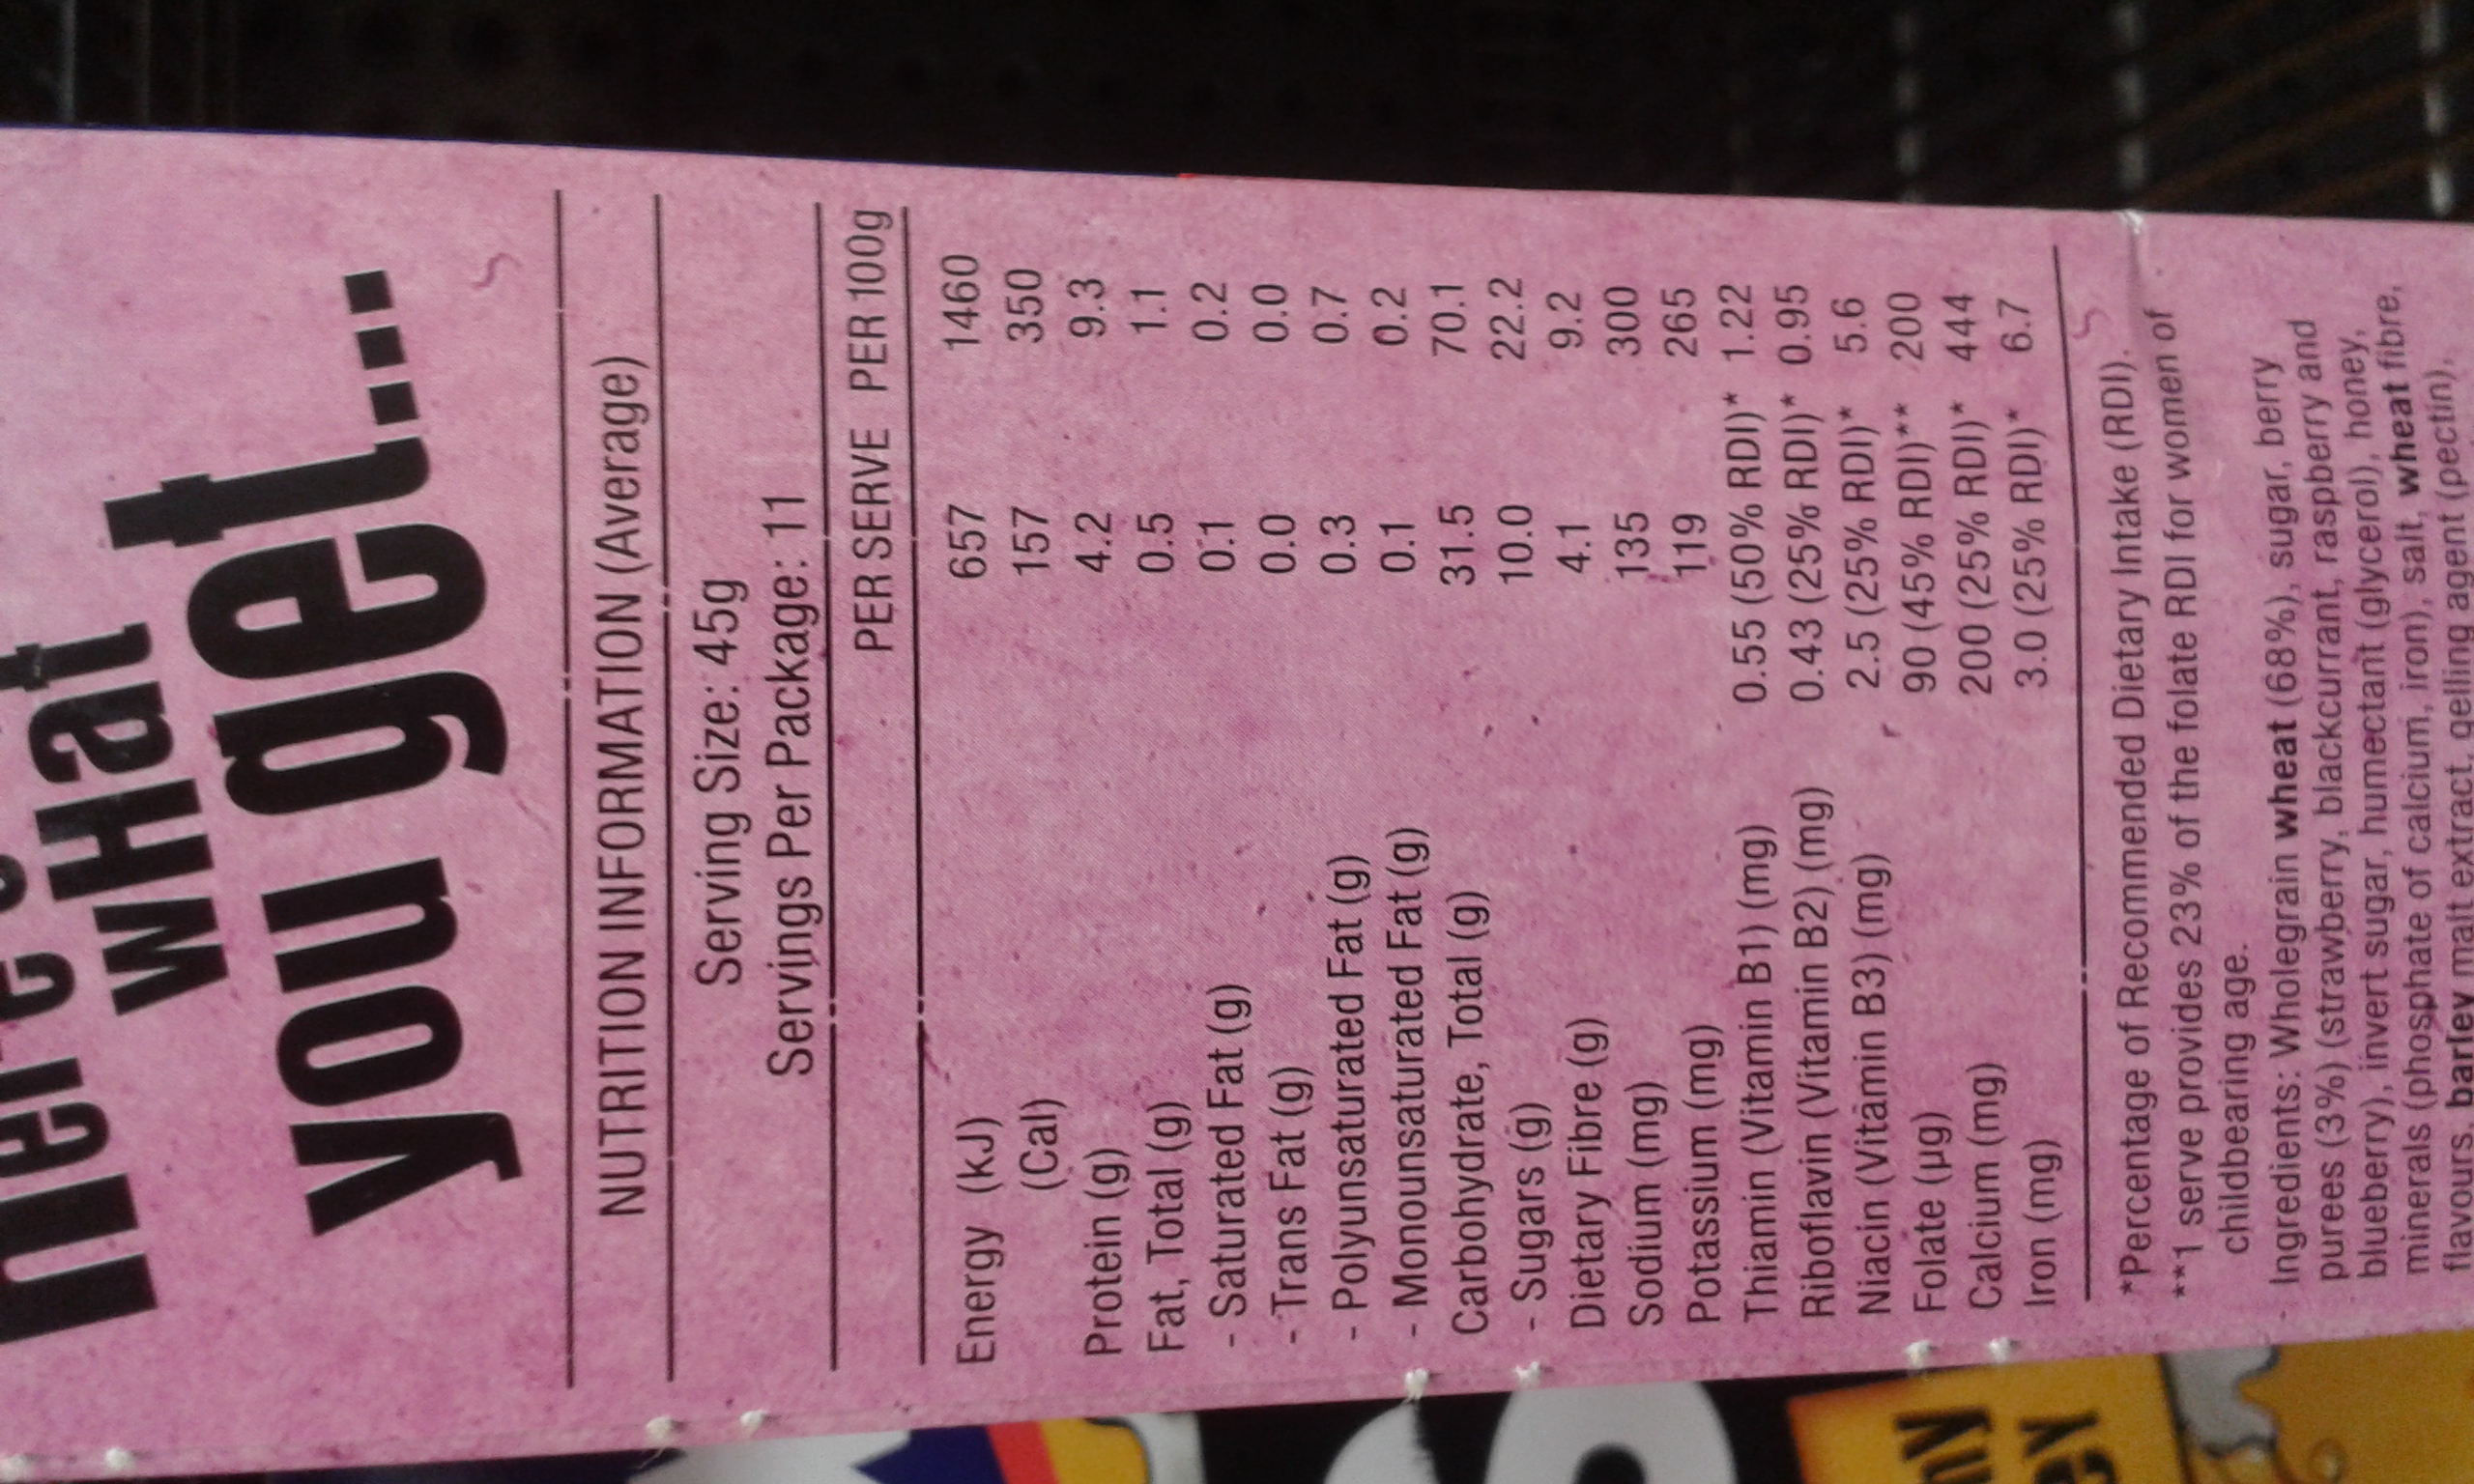 Here's
wHat
you get...
NUTRITION INFORMATION (Average)
Serving Size: 45g
Servings Per Package: 11
PER SERVE PER 100g
Energy (kJ) 657 1460
(Cal) 157 350
Protein (g) 4.2 9.3
Fat, Total (g) 0.5 1.1
- Saturated Fat (g) 0.1 0.2
- Trans Fat (g) 0.0 0.0
- Polyunsaturated Fat (g) 0.3 0.7
- Monounsaturated Fat (g) 0.1 0.2
Carbohydrate, Total (g) 31.5 70.1
- Sugars (g) 10.0 22.2
Dietary Fibre (g) 4.1 9.2
Sodium (mg) 135 300
Potassium (mg) 119 265
Thiamin (Vitamin B1) (mg) 0.55 (50% RDI)* 1.22
Riboflavin (Vitamin B2) (mg) 0.43 (25% RDI)* 0.95
Niacin (Vitamin B3) (mg) 2.5 (25% RDI)* 5.6
Folate (µg) 90 (45% RDI)** 200
Calcium (mg) 200 (25% RDI)* 444
Iron (mg) 3.0 (25% RDI)* 6.7
*Percentage of Recommended Dietary Intake (RDI).
**1 serve provides 23% of the folate RDI for women of
childbearing age.
Ingredients: Wholegrain wheat (68%), sugar, berry
purees (3%) (strawberry, blackcurrant, raspberry and
blueberry), invert sugar, humectant (glycerol), honey,
minerals (phosphate of calcium, iron), salt, wheat fibre,
flavours, barley malt extract, gelling agent (pectin),